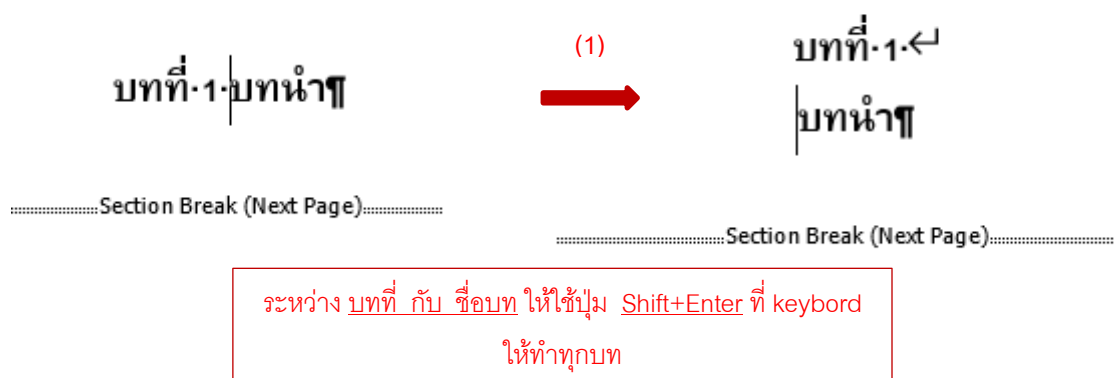 บทที่·1·บทนำ¶
(1)
บทที่·1·↵
บทนำ¶
Section Break (Next Page)
Section Break (Next Page)
ระหว่าง บทที่ กับ ชื่อบท ให้ใช้ปุ่ม Shift+Enter ที่ keybord
ให้ทำทุกบท